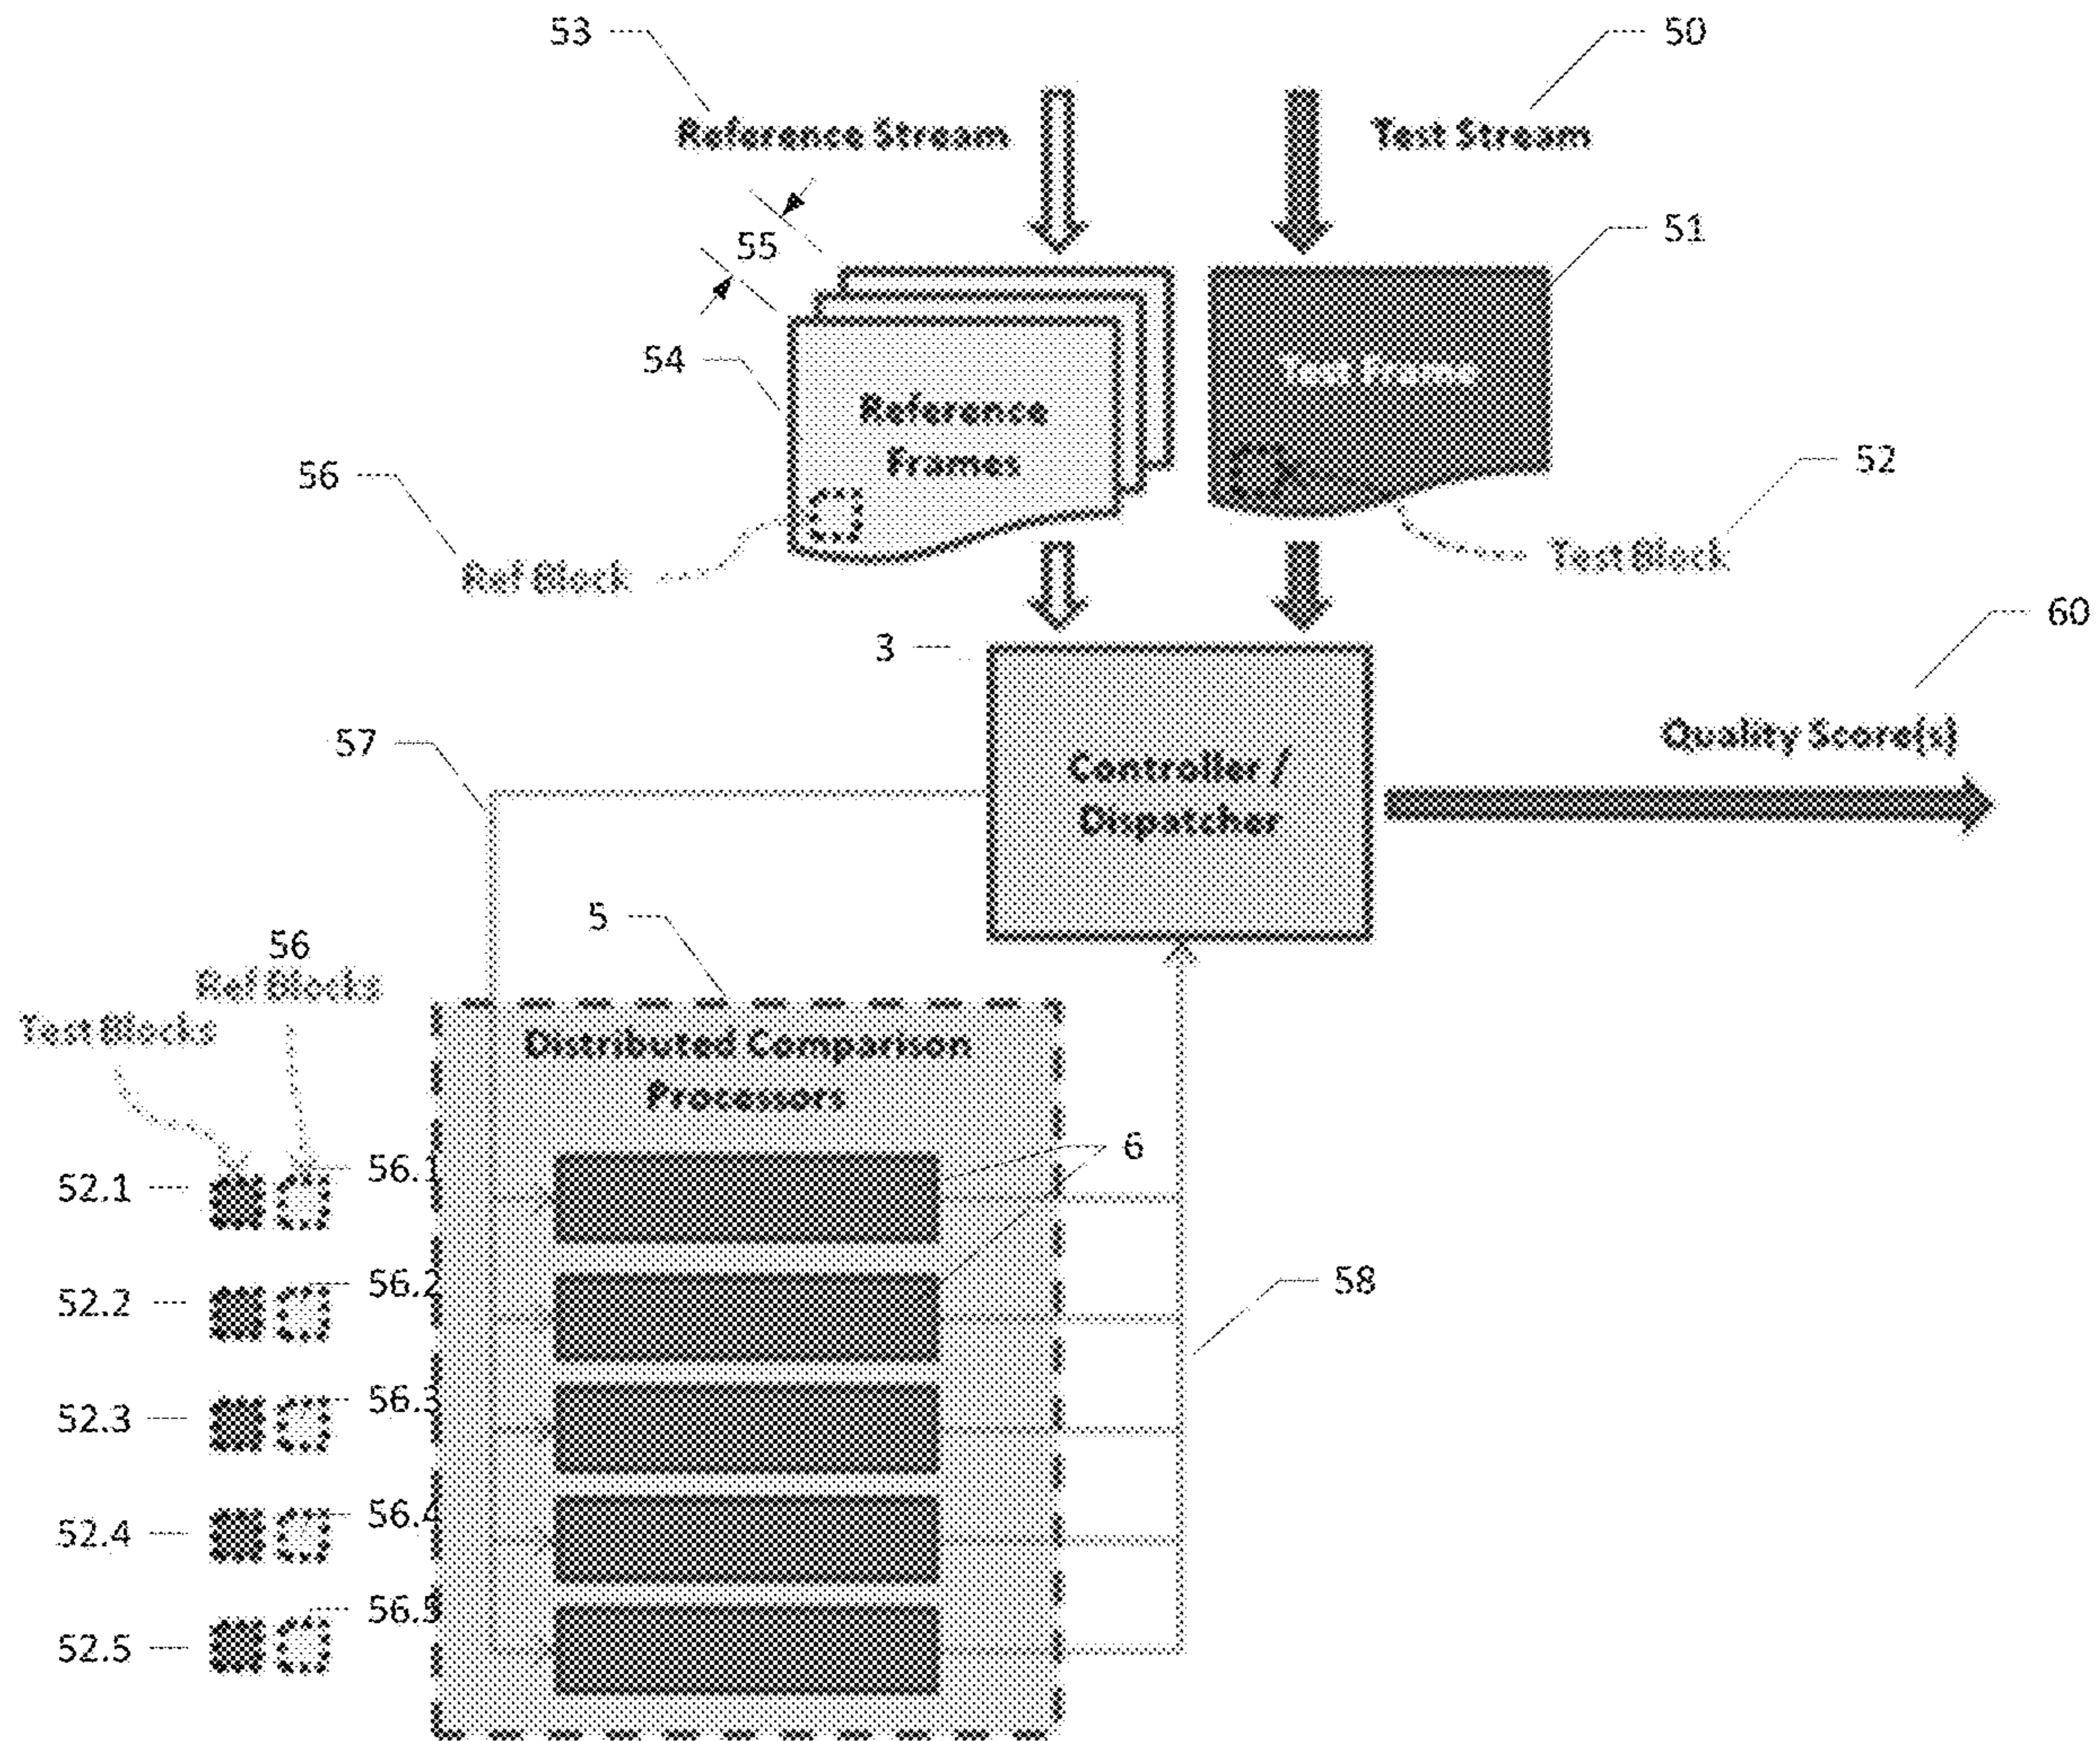 53
50
Reference Stream
Test Stream
51
55
54
Test Frame
Reference
Frames
56
52
Ref Block
Test Block
60
3
57
Quality Score(s)
Controller /
Dispatcher
5
56
Ref Blocks
Test Blocks
Distributed Comparison
Processors
6
52.1
56.1
52.2
56.2
58
52.3
56.3
52.4
56.4
52.5
56.5